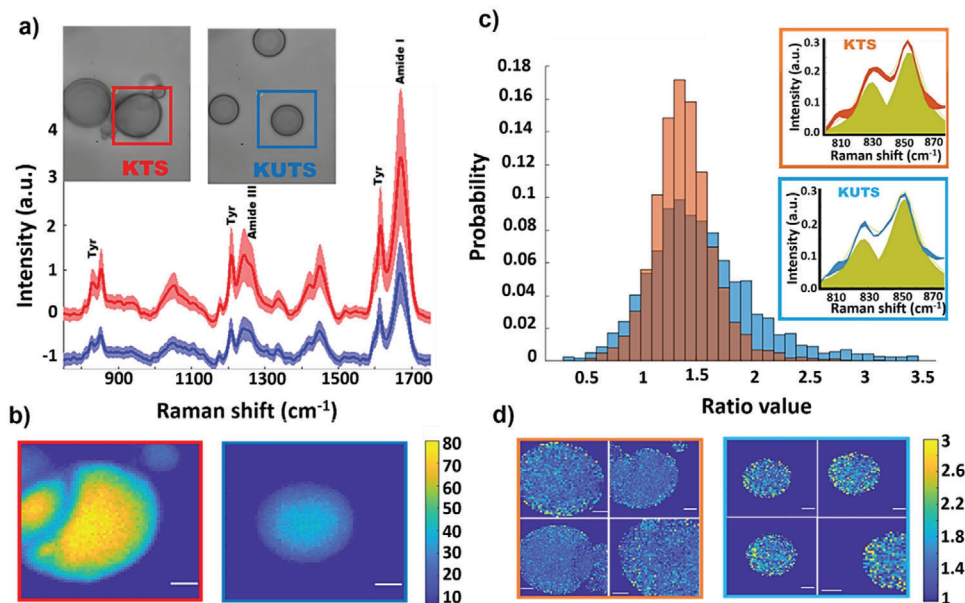 a)
KTS
KUTS
Intensity (a.u.)
4
3
2
1
0
-1
Tyr
Tyr
Amide III
Tyr
Amide I
900
1100
1300
1500
1700
Raman shift (cm⁻¹)
b)
80
70
60
50
40
30
20
10
c)
Probability
0.18
0.16
0.14
0.12
0.1
0.08
0.06
0.04
0.02
0
0.5
1
1.5
2
2.5
3
3.5
Ratio value
KTS
Intensity (a.u.)
0.3
0.2
0.1
0.0
810
830
850
870
Raman shift (cm⁻¹)
KUTS
Intensity (a.u.)
0.3
0.2
0.1
0.0
810
830
850
870
Raman shift (cm⁻¹)
d)
3
2.6
2.2
1.8
1.4
1